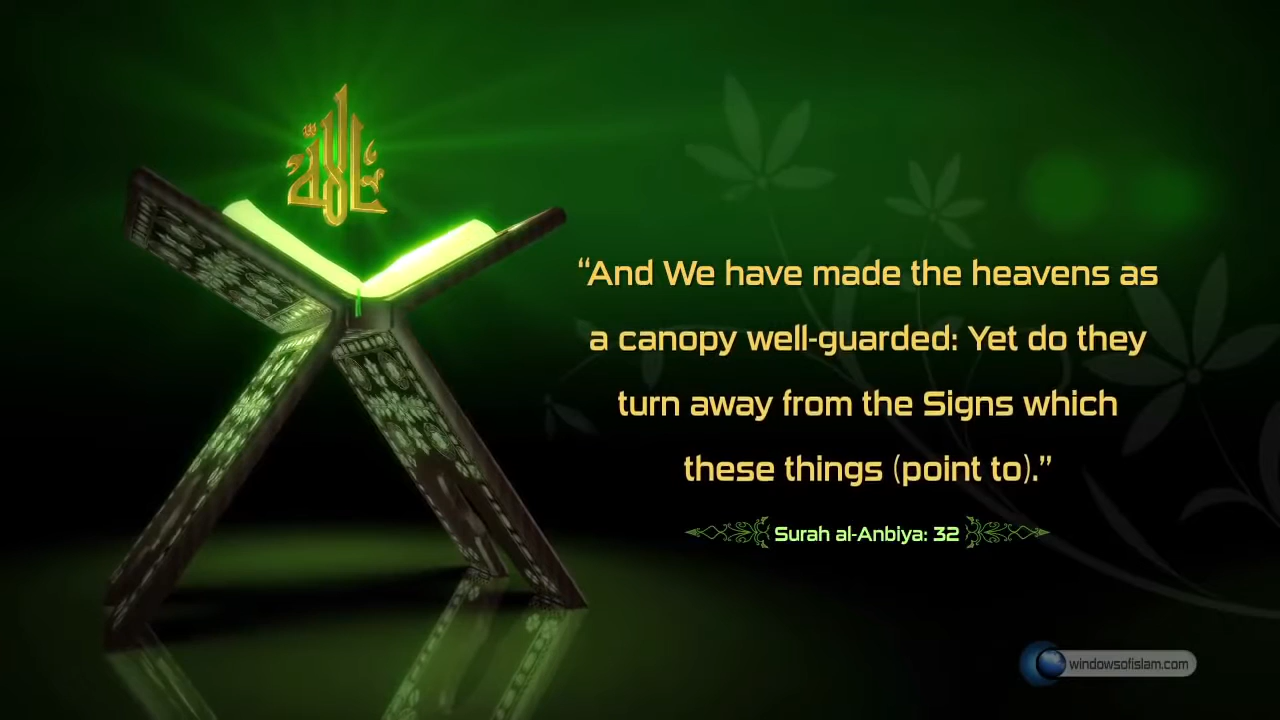 الله
“And We have made the heavens as
a canopy well-guarded: Yet do they
turn away from the Signs which
these things (point to).”
Surah al-Anbiya: 32
windowsofislam.com